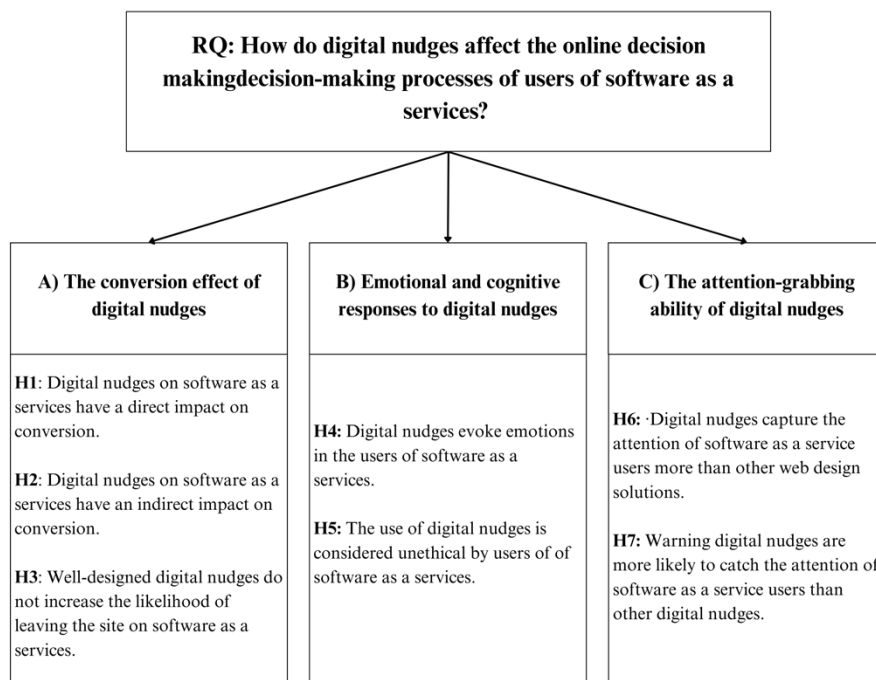 RQ: How do digital nudges affect the online decision
makingdecision-making processes of users of software as a
services?
A) The conversion effect of
digital nudges
H1: Digital nudges on software as a
services have a direct impact on
conversion.
H2: Digital nudges on software as a
services have an indirect impact on
conversion.
H3: Well-designed digital nudges do
not increase the likelihood of
leaving the site on software as a
services.
B) Emotional and cognitive
responses to digital nudges
H4: Digital nudges evoke emotions
in the users of software as a
services.
H5: The use of digital nudges is
considered unethical by users of of
software as a services.
C) The attention-grabbing
ability of digital nudges
H6: ·Digital nudges capture the
attention of software as a service
users more than other web design
solutions.
H7: Warning digital nudges are
more likely to catch the attention of
software as a service users than
other digital nudges.